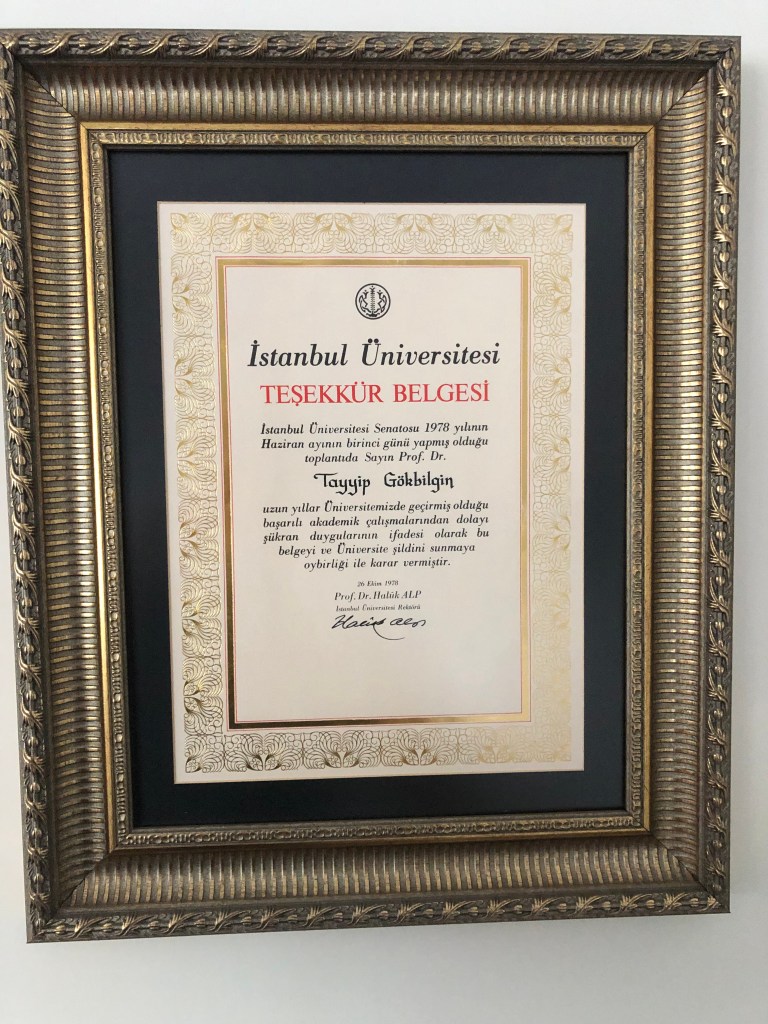 İstanbul Üniversitesi
TEŞEKKÜR BELGESİ
İstanbul Üniversitesi Senatosu 1978 yılının
Haziran ayının birinci günü yapmış olduğu
toplantıda Sayın Prof. Dr.
Tayyip Gökbilgin
uzun yıllar Üniversitemizde geçirmiş olduğu
başarılı akademik çalışmalarından dolayı
şükran duygularının ifadesi olarak bu
belgeyi ve Üniversite şildini sunmaya
oybirliği ile karar vermiştir.
26 Ekim 1978
Prof. Dr. Halûk ALP
İstanbul Üniversitesi Rektörü
Haluk Alp